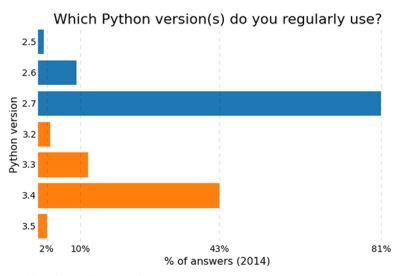 Which Python version(s) do you regularly use?
2.5
2.6
2.7
3.2
3.3
3.4
3.5
Python version
2% 10% 43% 81%
% of answers (2014)